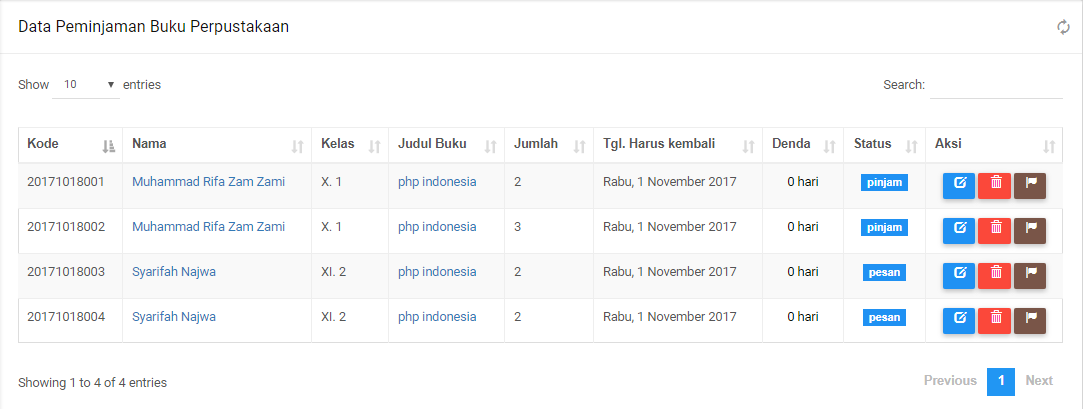 Data Peminjaman Buku Perpustakaan
Show 10 entries Search:
Kode Nama Kelas Judul Buku Jumlah Tgl. Harus kembali Denda Status Aksi
20171018001 Muhammad Rifa Zam Zami X. 1 php indonesia 2 Rabu, 1 November 2017 0 hari pinjam
20171018002 Muhammad Rifa Zam Zami X. 1 php indonesia 3 Rabu, 1 November 2017 0 hari pinjam
20171018003 Syarifah Najwa XI. 2 php indonesia 2 Rabu, 1 November 2017 0 hari pesan
20171018004 Syarifah Najwa XI. 2 php indonesia 2 Rabu, 1 November 2017 0 hari pesan
Showing 1 to 4 of 4 entries Previous 1 Next